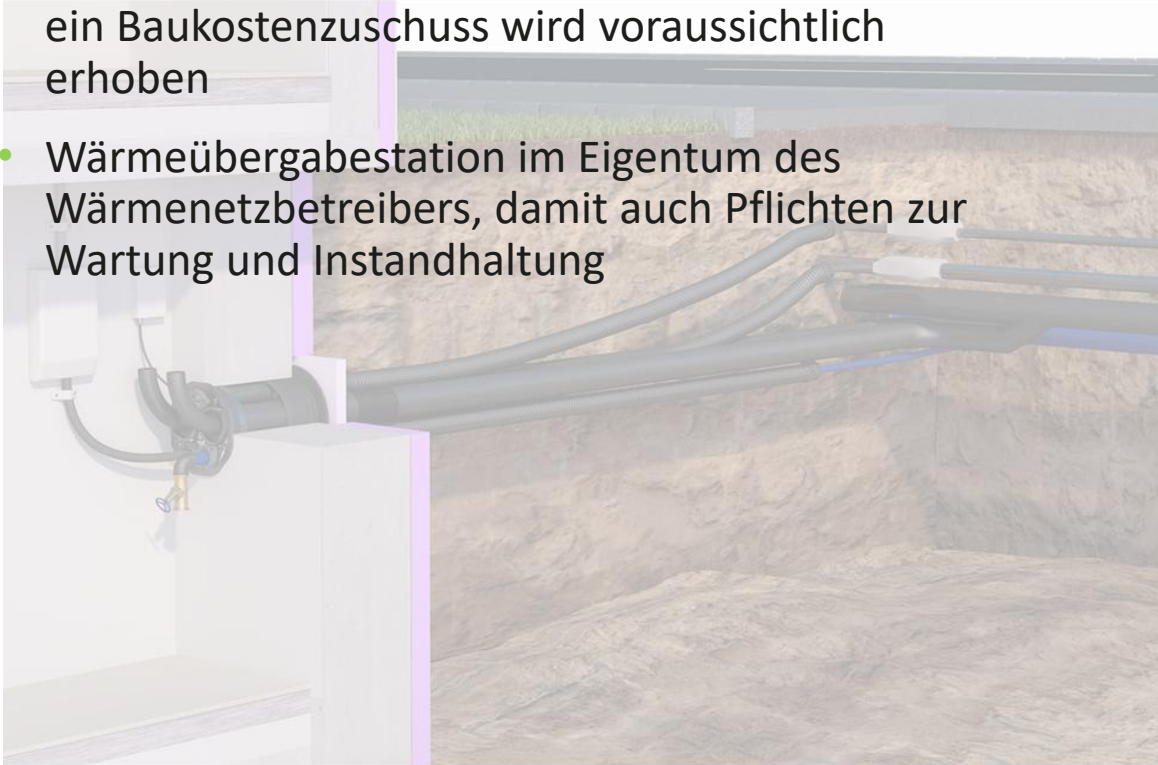 ein Baukostenzuschuss wird voraussichtlich
erhoben
• Wärmeübergabestation im Eigentum des
Wärmenetzbetreibers, damit auch Pflichten zur
Wartung und Instandhaltung